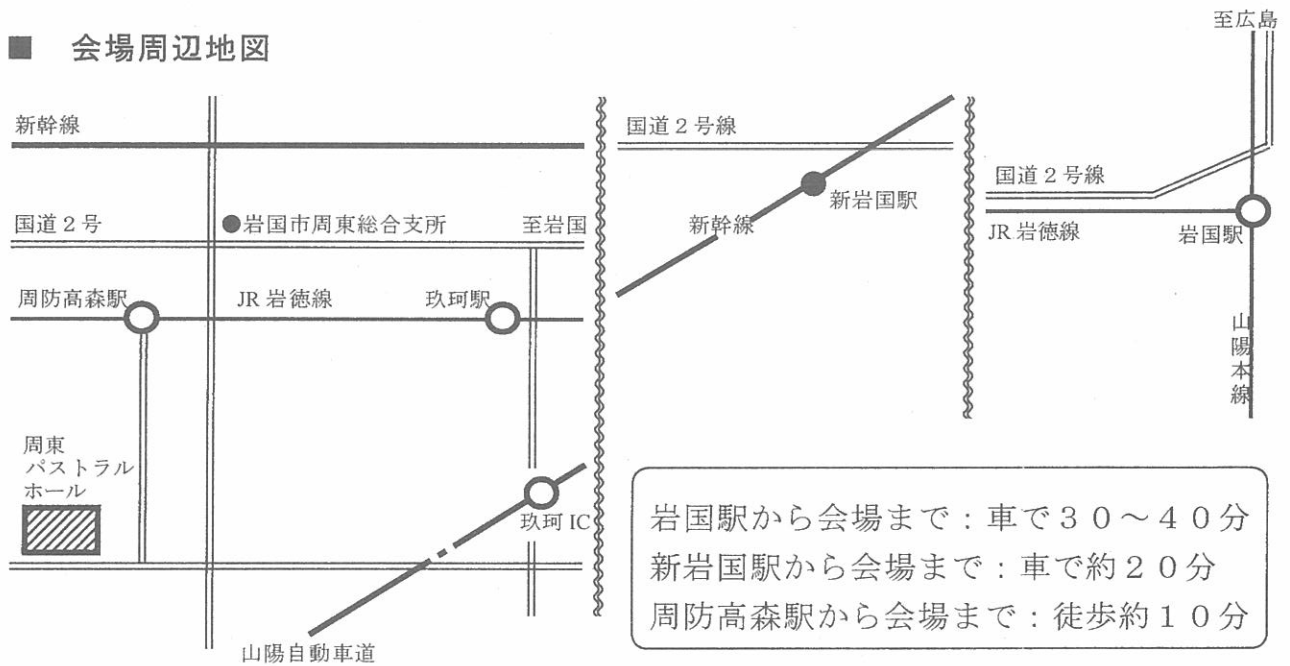 ■ 会場周辺地図
新幹線
国道２号
●岩国市周東総合支所
至岩国
周防高森駅
JR 岩徳線
玖珂駅
周東
パストラル
ホール
玖珂 IC
山陽自動車道
国道２号線
新岩国駅
新幹線
至広島
国道２号線
JR 岩徳線
岩国駅
山陽本線
岩国駅から会場まで：車で３０～４０分
新岩国駅から会場まで：車で約２０分
周防高森駅から会場まで：徒歩約１０分